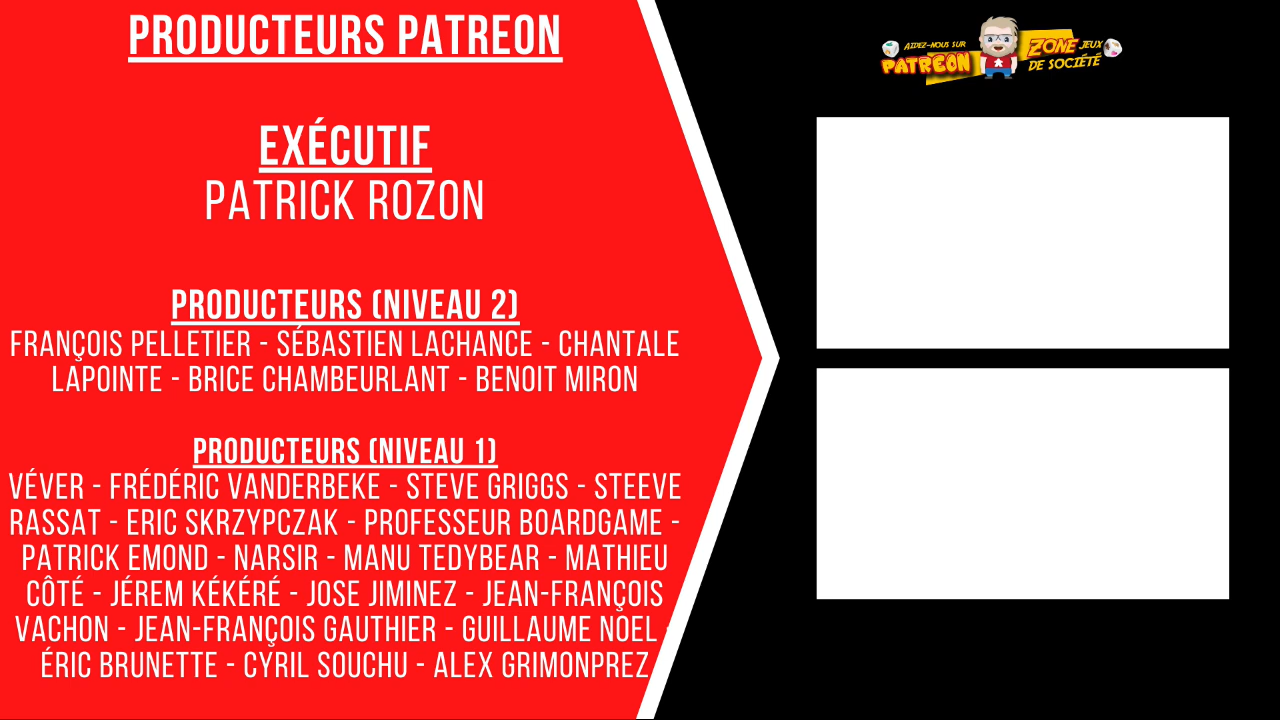 PRODUCTEURS PATREON
EXÉCUTIF
PATRICK ROZON
PRODUCTEURS (NIVEAU 2)
FRANÇOIS PELLETIER - SÉBASTIEN LACHANCE - CHANTALE
LAPOINTE - BRICE CHAMBEURLANT - BENOIT MIRON
PRODUCTEURS (NIVEAU 1)
VÉVER - FRÉDÉRIC VANDERBEKE - STEVE GRIGGS - STEEVE
RASSAT - ERIC SKRZYPCZAK - PROFESSEUR BOARDGAME -
PATRICK EMOND - NARSIR - MANU TEDYBEAR - MATHIEU
CÔTÉ - JÉREM KÉKÉRÉ - JOSE JIMINEZ - JEAN-FRANÇOIS
VACHON - JEAN-FRANÇOIS GAUTHIER - GUILLAUME NOEL -
ÉRIC BRUNETTE - CYRIL SOUCHU - ALEX GRIMONPREZ
AIDEZ-NOUS SUR
PATREON
ZONE JEUX
DE SOCIÉTÉ